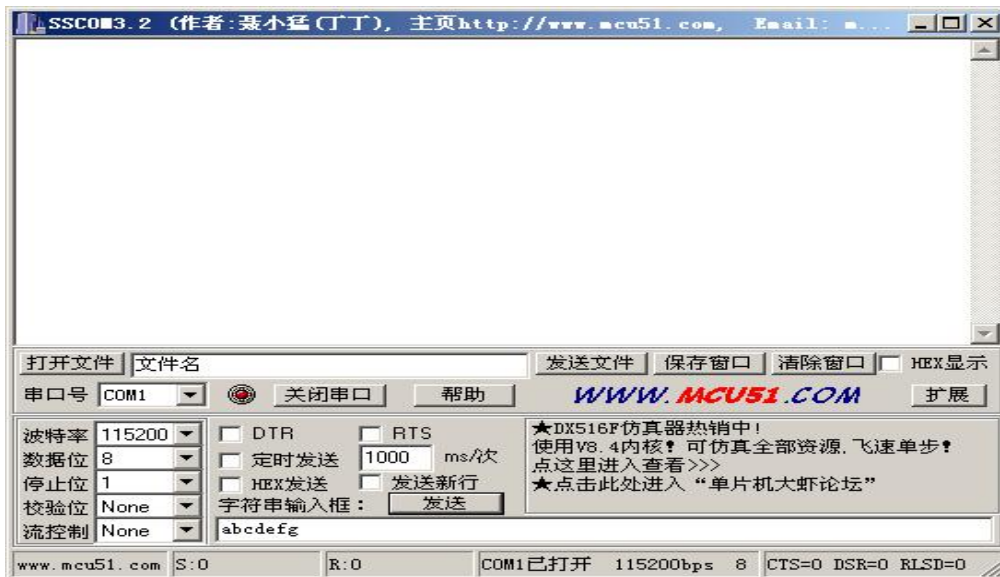 SSCOM3.2 (作者:聂小猛(丁丁), 主页http://www.mcu51.com, Email: m...
打开文件 文件名 发送文件 保存窗口 清除窗口 HEX显示
串口号 COM1 关闭串口 帮助 WWW.MCU51.COM 扩展
波特率 115200 DTR RTS
数据位 8 定时发送 1000 ms/次
停止位 1 HEX发送 发送新行
校验位 None 字符串输入框: 发送
流控制 None abcdefg
★DX516F仿真器热销中!
使用V8.4内核!可仿真全部资源,飞速单步!
点这里进入查看>>>
★点击此处进入“单片机大虾论坛”
www.mcu51.com S:0 R:0 COM1已打开 115200bps 8 CTS=0 DSR=0 RLSD=0